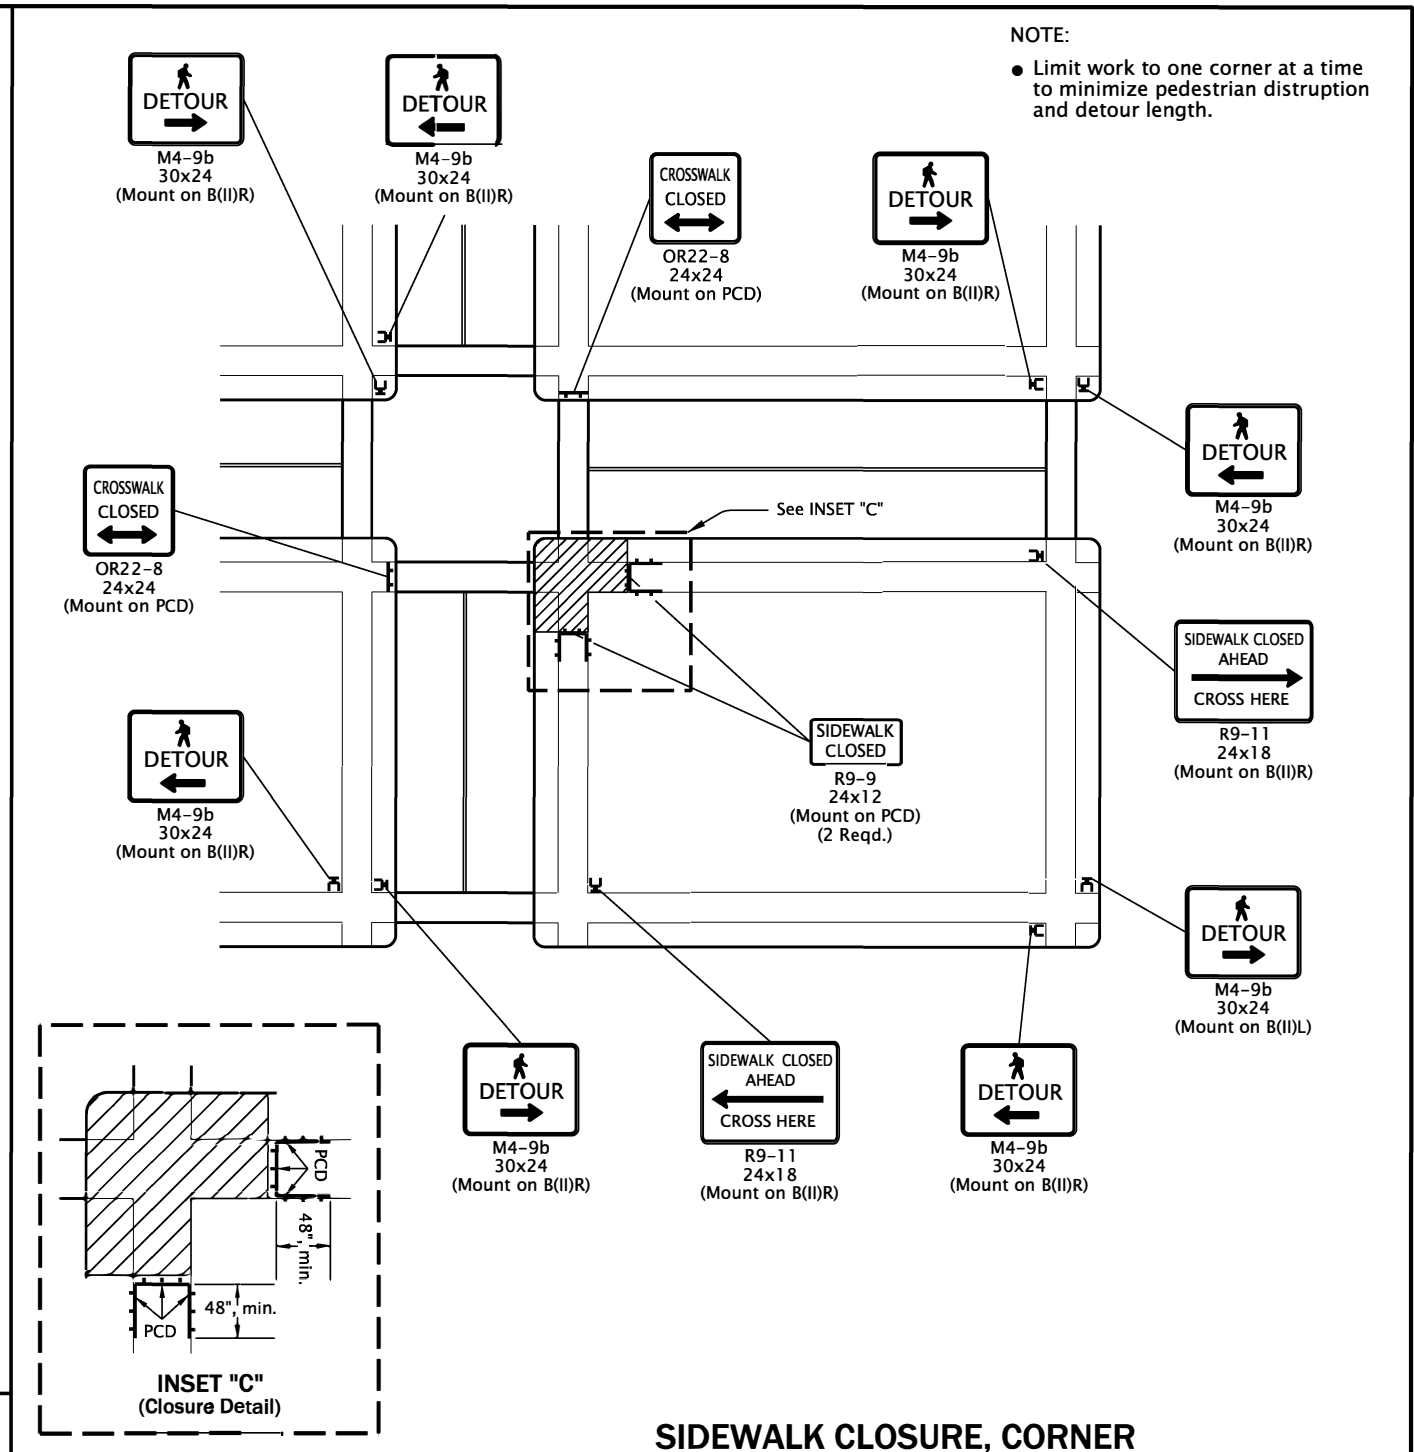 NOTE:
● Limit work to one corner at a time
to minimize pedestrian distruption
and detour length.
DETOUR
M4-9b
30x24
(Mount on B(II)R)
DETOUR
M4-9b
30x24
(Mount on B(II)R)
CROSSWALK
CLOSED
OR22-8
24x24
(Mount on PCD)
DETOUR
M4-9b
30x24
(Mount on B(II)R)
DETOUR
M4-9b
30x24
(Mount on B(II)R)
CROSSWALK
CLOSED
OR22-8
24x24
(Mount on PCD)
See INSET "C"
SIDEWALK CLOSED
AHEAD
CROSS HERE
R9-11
24x18
(Mount on B(II)R)
DETOUR
M4-9b
30x24
(Mount on B(II)R)
SIDEWALK
CLOSED
R9-9
24x12
(Mount on PCD)
(2 Reqd.)
DETOUR
M4-9b
30x24
(Mount on B(II)L)
DETOUR
M4-9b
30x24
(Mount on B(II)R)
SIDEWALK CLOSED
AHEAD
CROSS HERE
R9-11
24x18
(Mount on B(II)R)
DETOUR
M4-9b
30x24
(Mount on B(II)R)
PCD
48", min.
48", min.
PCD
INSET "C"
(Closure Detail)
SIDEWALK CLOSURE, CORNER